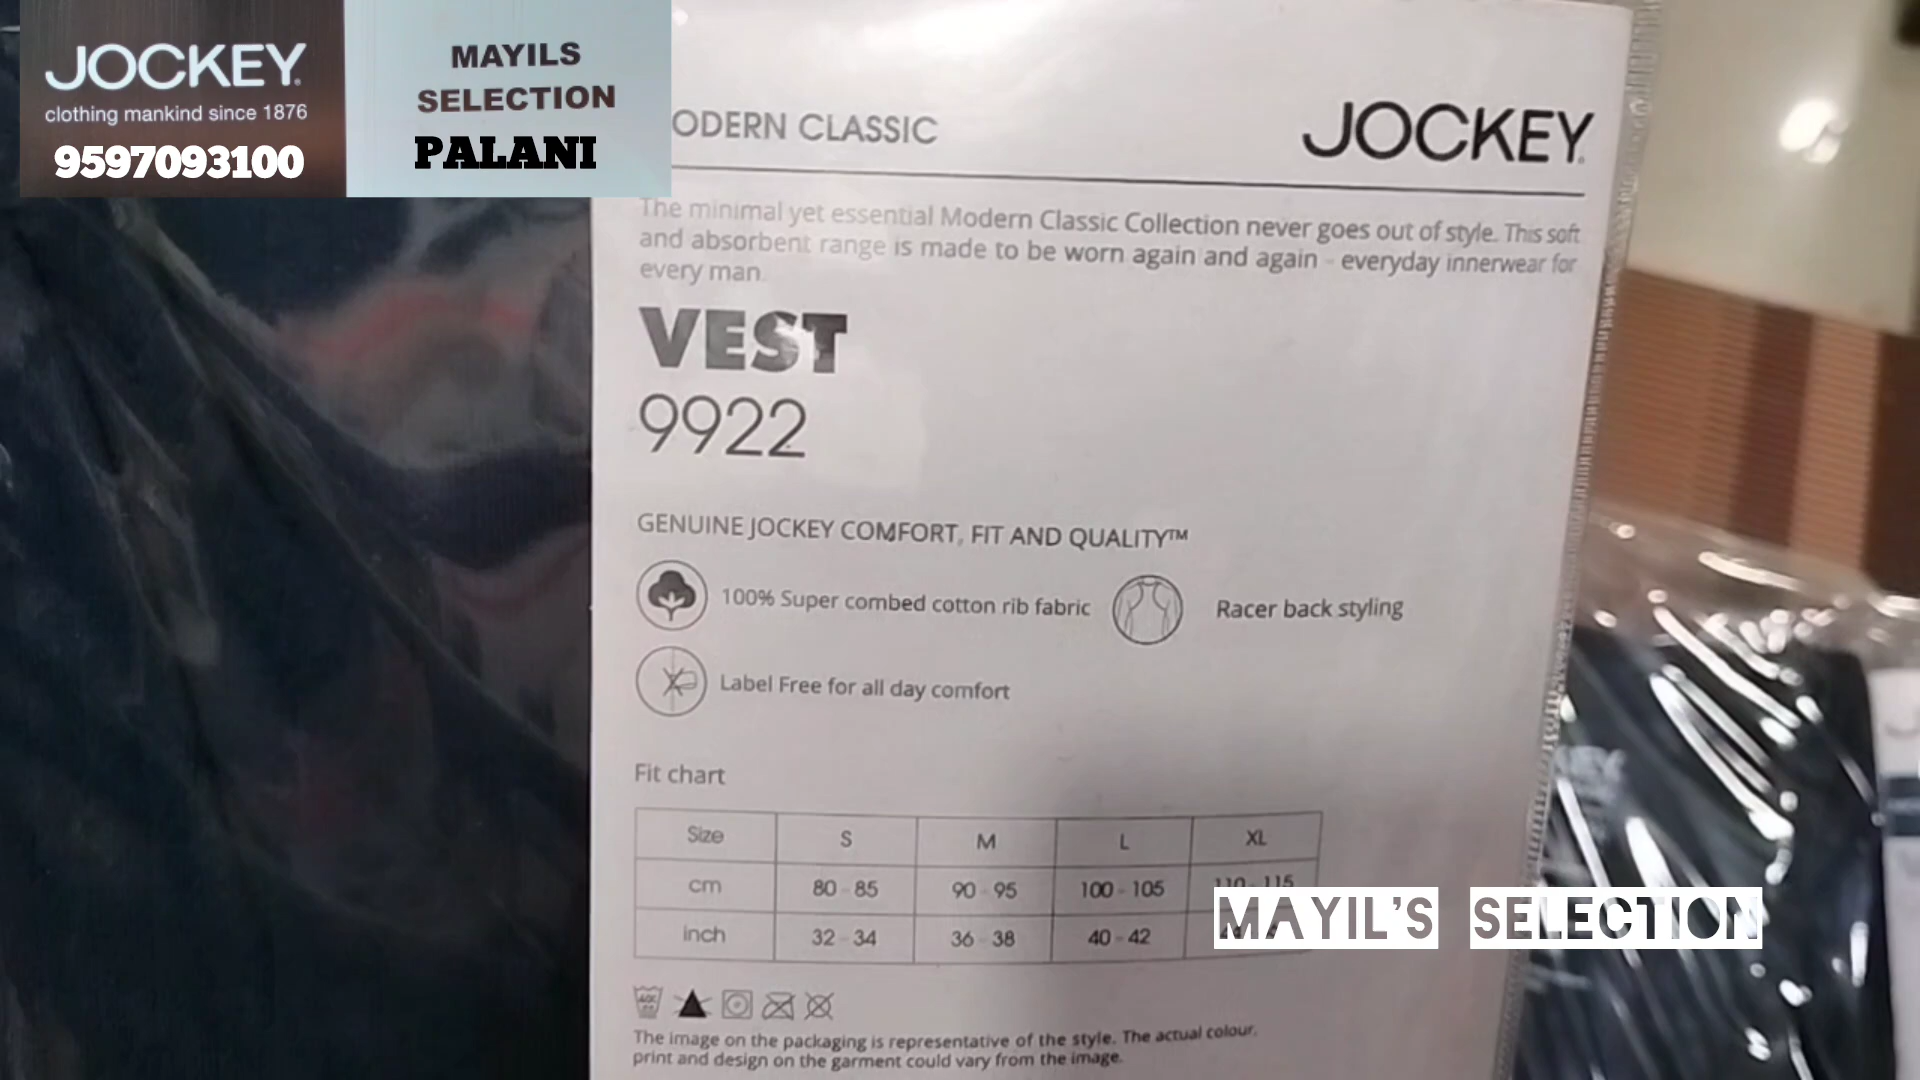 JOCKEY
clothing mankind since 1876
9597093100
MAYILS
SELECTION
PALANI
ODERN CLASSIC
JOCKEY
The minimal yet essential Modern Classic Collection never goes out of style. This soft
and absorbent range is made to be worn again and again - everyday innerwear for
every man.
VEST
9922
GENUINE JOCKEY COMFORT, FIT AND QUALITY™
100% Super combed cotton rib fabric
Racer back styling
Label Free for all day comfort
Fit chart
Size S M L XL
cm 80 - 85 90 - 95 100 - 105 110 - 115
inch 32 - 34 36 - 38 40 - 42
MAYIL'S SELECTION
The image on the packaging is representative of the style. The actual colour,
print and design on the garment could vary from the image.